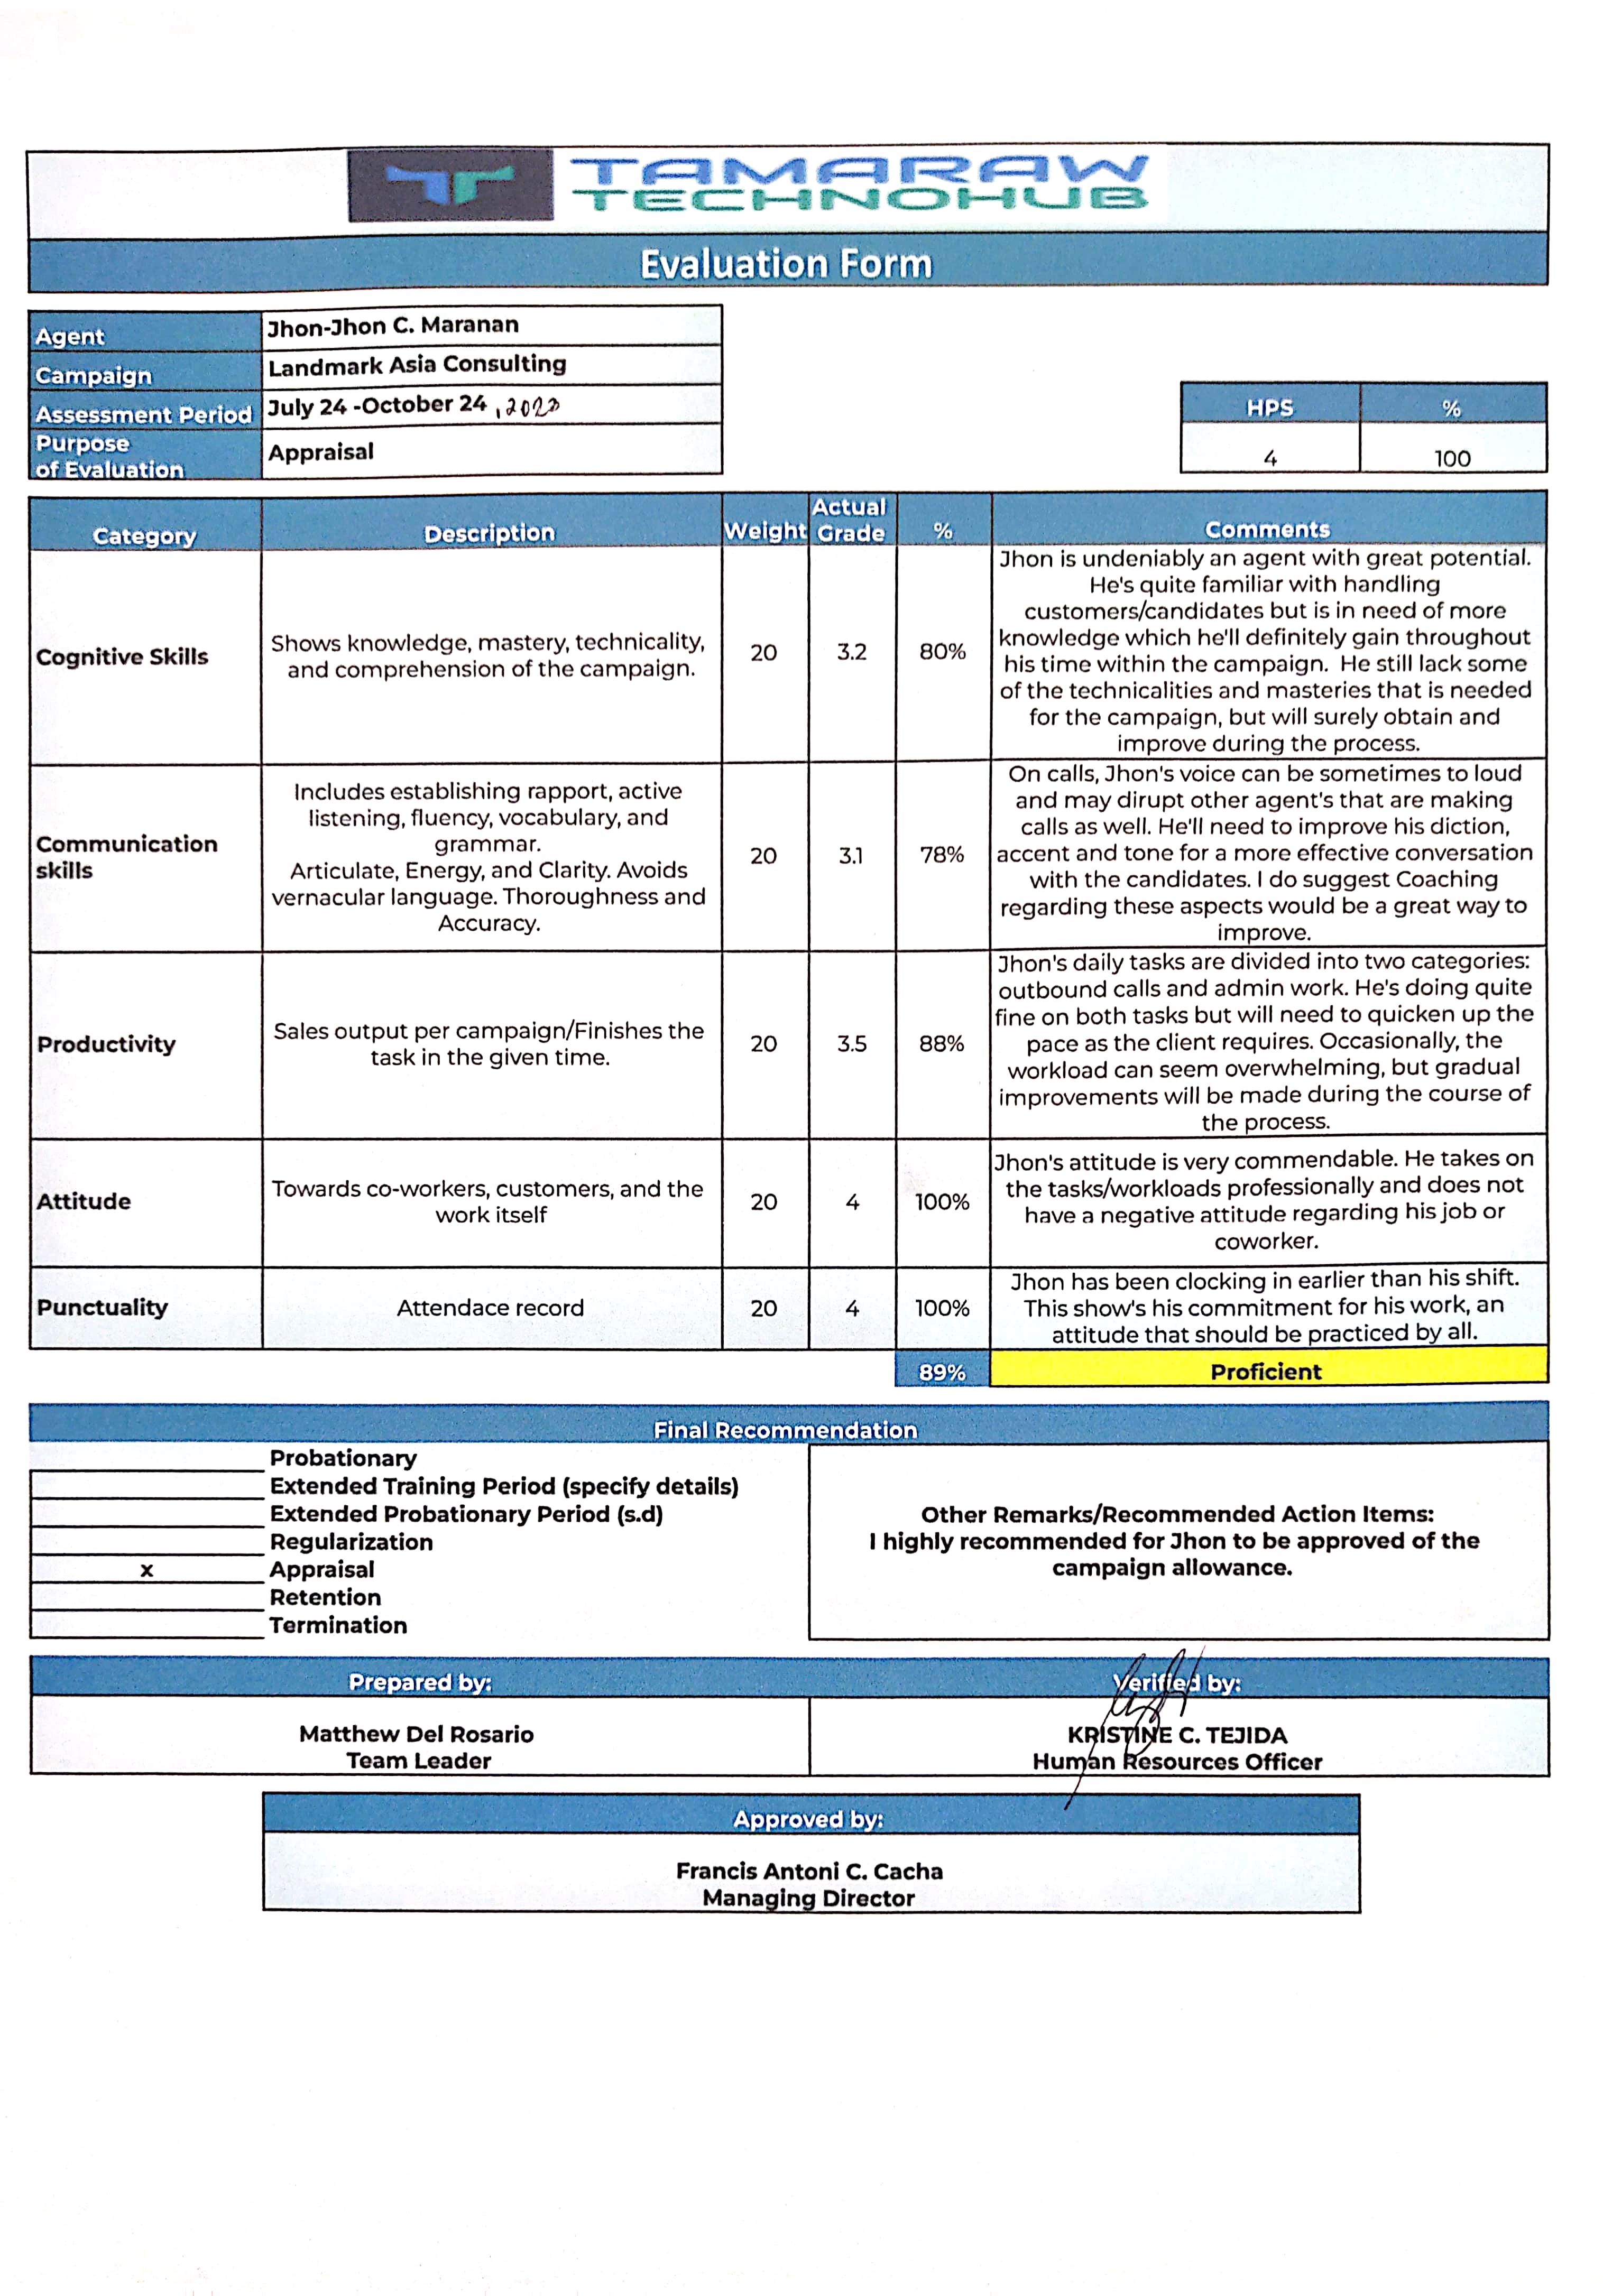 TAMARAW
TECHNOHUB
Evaluation Form
Agent
Jhon-Jhon C. Maranan
Campaign
Landmark Asia Consulting
Assessment Period
July 24 -October 24
Purpose
of Evaluation
Appraisal
HPS
%
4
100
Category
Description
Weight
Actual
Grade
%
Comments
Cognitive Skills
Shows knowledge, mastery, technicality,
and comprehension of the campaign.
20
3.2
80%
Jhon is undeniably an agent with great potential.
He's quite familiar with handling
customers/candidates but is in need of more
knowledge which he'll definitely gain throughout
his time within the campaign. He still lack some
of the technicalities and masteries that is needed
for the campaign, but will surely obtain and
improve during the process.
Communication
skills
Includes establishing rapport, active
listening, fluency, vocabulary, and
grammar.
Articulate, Energy, and Clarity. Avoids
vernacular language. Thoroughness and
Accuracy.
20
3.1
78%
On calls, Jhon's voice can be sometimes to loud
and may dirupt other agent's that are making
calls as well. He'll need to improve his diction,
accent and tone for a more effective conversation
with the candidates. I do suggest Coaching
regarding these aspects would be a great way to
improve.
Productivity
Sales output per campaign/Finishes the
task in the given time.
20
3.5
88%
Jhon's daily tasks are divided into two categories:
outbound calls and admin work. He's doing quite
fine on both tasks but will need to quicken up the
pace as the client requires. Occasionally, the
workload can seem overwhelming, but gradual
improvements will be made during the course of
the process.
Attitude
Towards co-workers, customers, and the
work itself
20
4
100%
Jhon's attitude is very commendable. He takes on
the tasks/workloads professionally and does not
have a negative attitude regarding his job or
coworker.
Punctuality
Attendace record
20
4
100%
Jhon has been clocking in earlier than his shift.
This show's his commitment for his work, an
attitude that should be practiced by all.
89%
Proficient
Final Recommendation
Probationary
Extended Training Period (specify details)
Extended Probationary Period (s.d)
Regularization
x Appraisal
Retention
Termination
Other Remarks/Recommended Action Items:
I highly recommended for Jhon to be approved of the
campaign allowance.
Prepared by:
Matthew Del Rosario
Team Leader
Verified by:
KRISTINE C. TEJIDA
Human Resources Officer
Approved by:
Francis Antoni C. Cacha
Managing Director